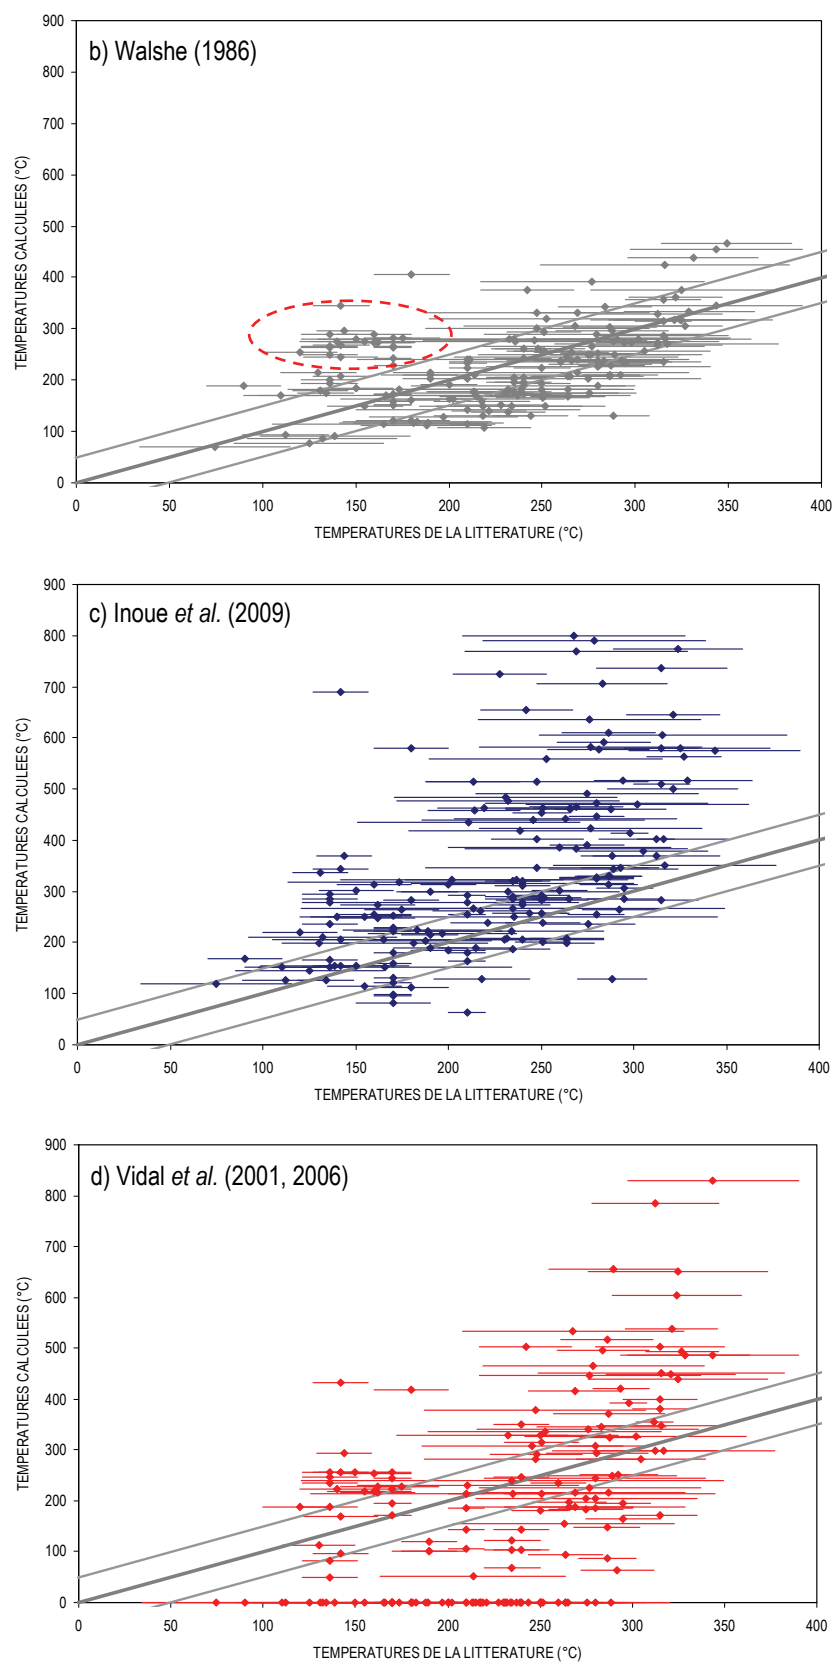 b) Walshe (1986)
TEMPERATURES CALCULEES (°C)
900
800
700
600
500
400
300
200
100
0
0 50 100 150 200 250 300 350 400
TEMPERATURES DE LA LITTERATURE (°C)
c) Inoue et al. (2009)
TEMPERATURES CALCULEES (°C)
900
800
700
600
500
400
300
200
100
0
0 50 100 150 200 250 300 350 400
TEMPERATURES DE LA LITTERATURE (°C)
d) Vidal et al. (2001, 2006)
TEMPERATURES CALCULEES (°C)
900
800
700
600
500
400
300
200
100
0
0 50 100 150 200 250 300 350 400
TEMPERATURES DE LA LITTERATURE (°C)